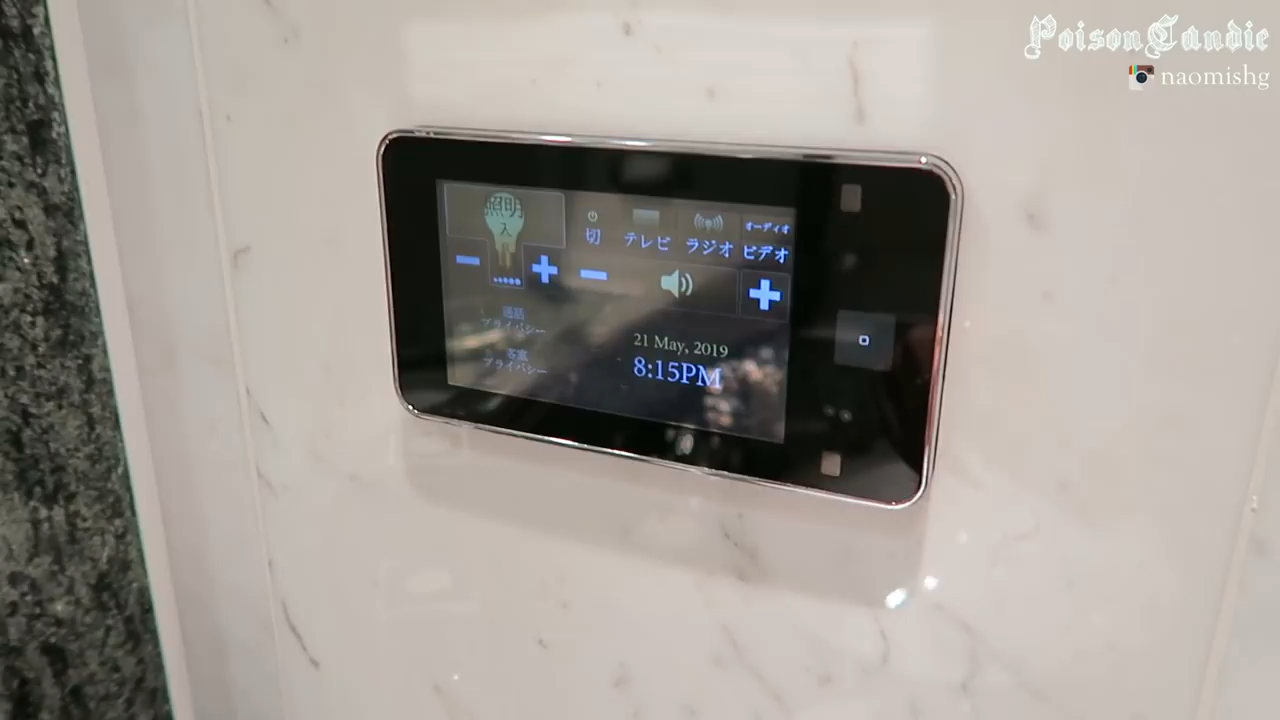 PoisonCandie
naomishg
照明
入
切
テレビ
ラジオ
オーディオ
ビデオ
通話
プライバシー
客室
プライバシー
21 May, 2019
8:15PM